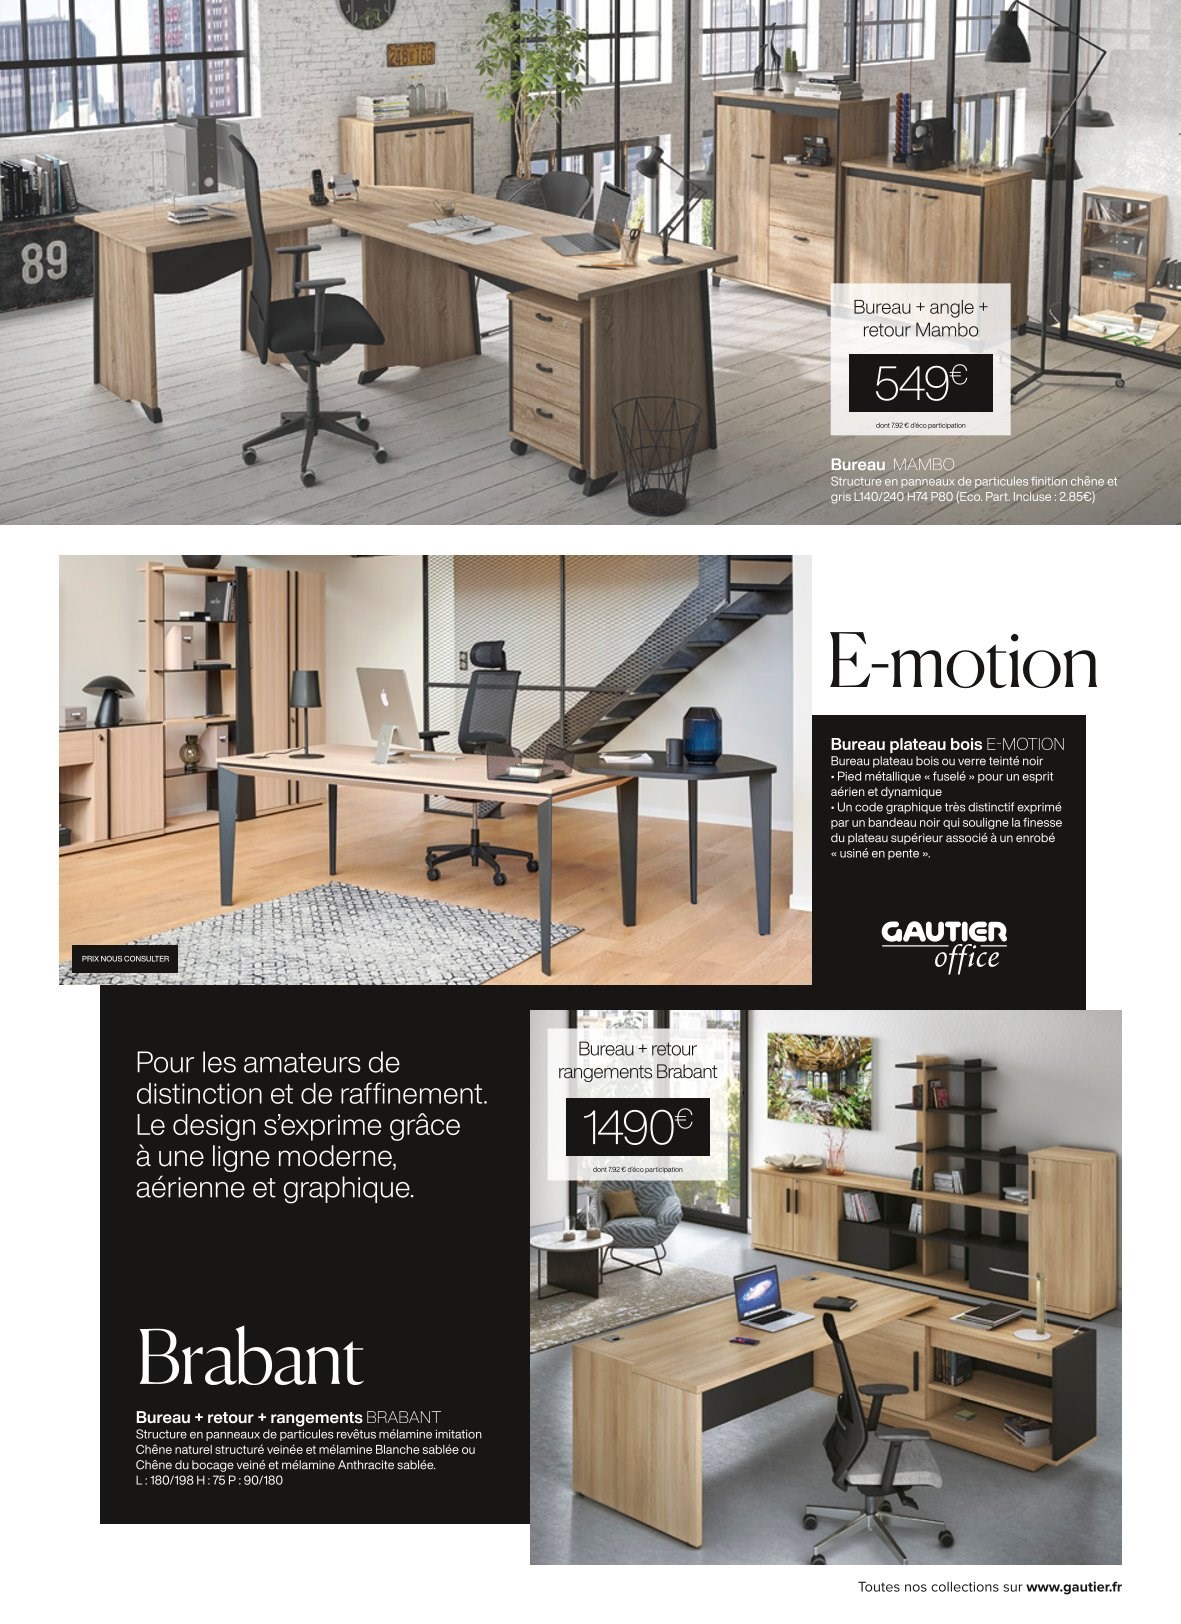 248 169
89
Bureau + angle +
retour Mambo
549€
dont 7.92 € d'éco participation
Bureau MAMBO
Structure en panneaux de particules finition chêne et
gris L140/240 H74 P80 (Eco. Part. Incluse : 2.85€)
E-motion
Bureau plateau bois E-MOTION
Bureau plateau bois ou verre teinté noir
• Pied métallique « fuselé » pour un esprit
aérien et dynamique
• Un code graphique très distinctif exprimé
par un bandeau noir qui souligne la finesse
du plateau supérieur associé à un enrobé
« usiné en pente ».
GAUTIER
office
PRIX NOUS CONSULTER
Pour les amateurs de
distinction et de raffinement.
Le design s'exprime grâce
à une ligne moderne,
aérienne et graphique.
Bureau + retour
rangements Brabant
1490€
dont 7.92 € d'éco participation
Brabant
Bureau + retour + rangements BRABANT
Structure en panneaux de particules revêtus mélamine imitation
Chêne naturel structuré veinée et mélamine Blanche sablée ou
Chêne du bocage veiné et mélamine Anthracite sablée.
L : 180/198 H : 75 P : 90/180
Toutes nos collections sur www.gautier.fr